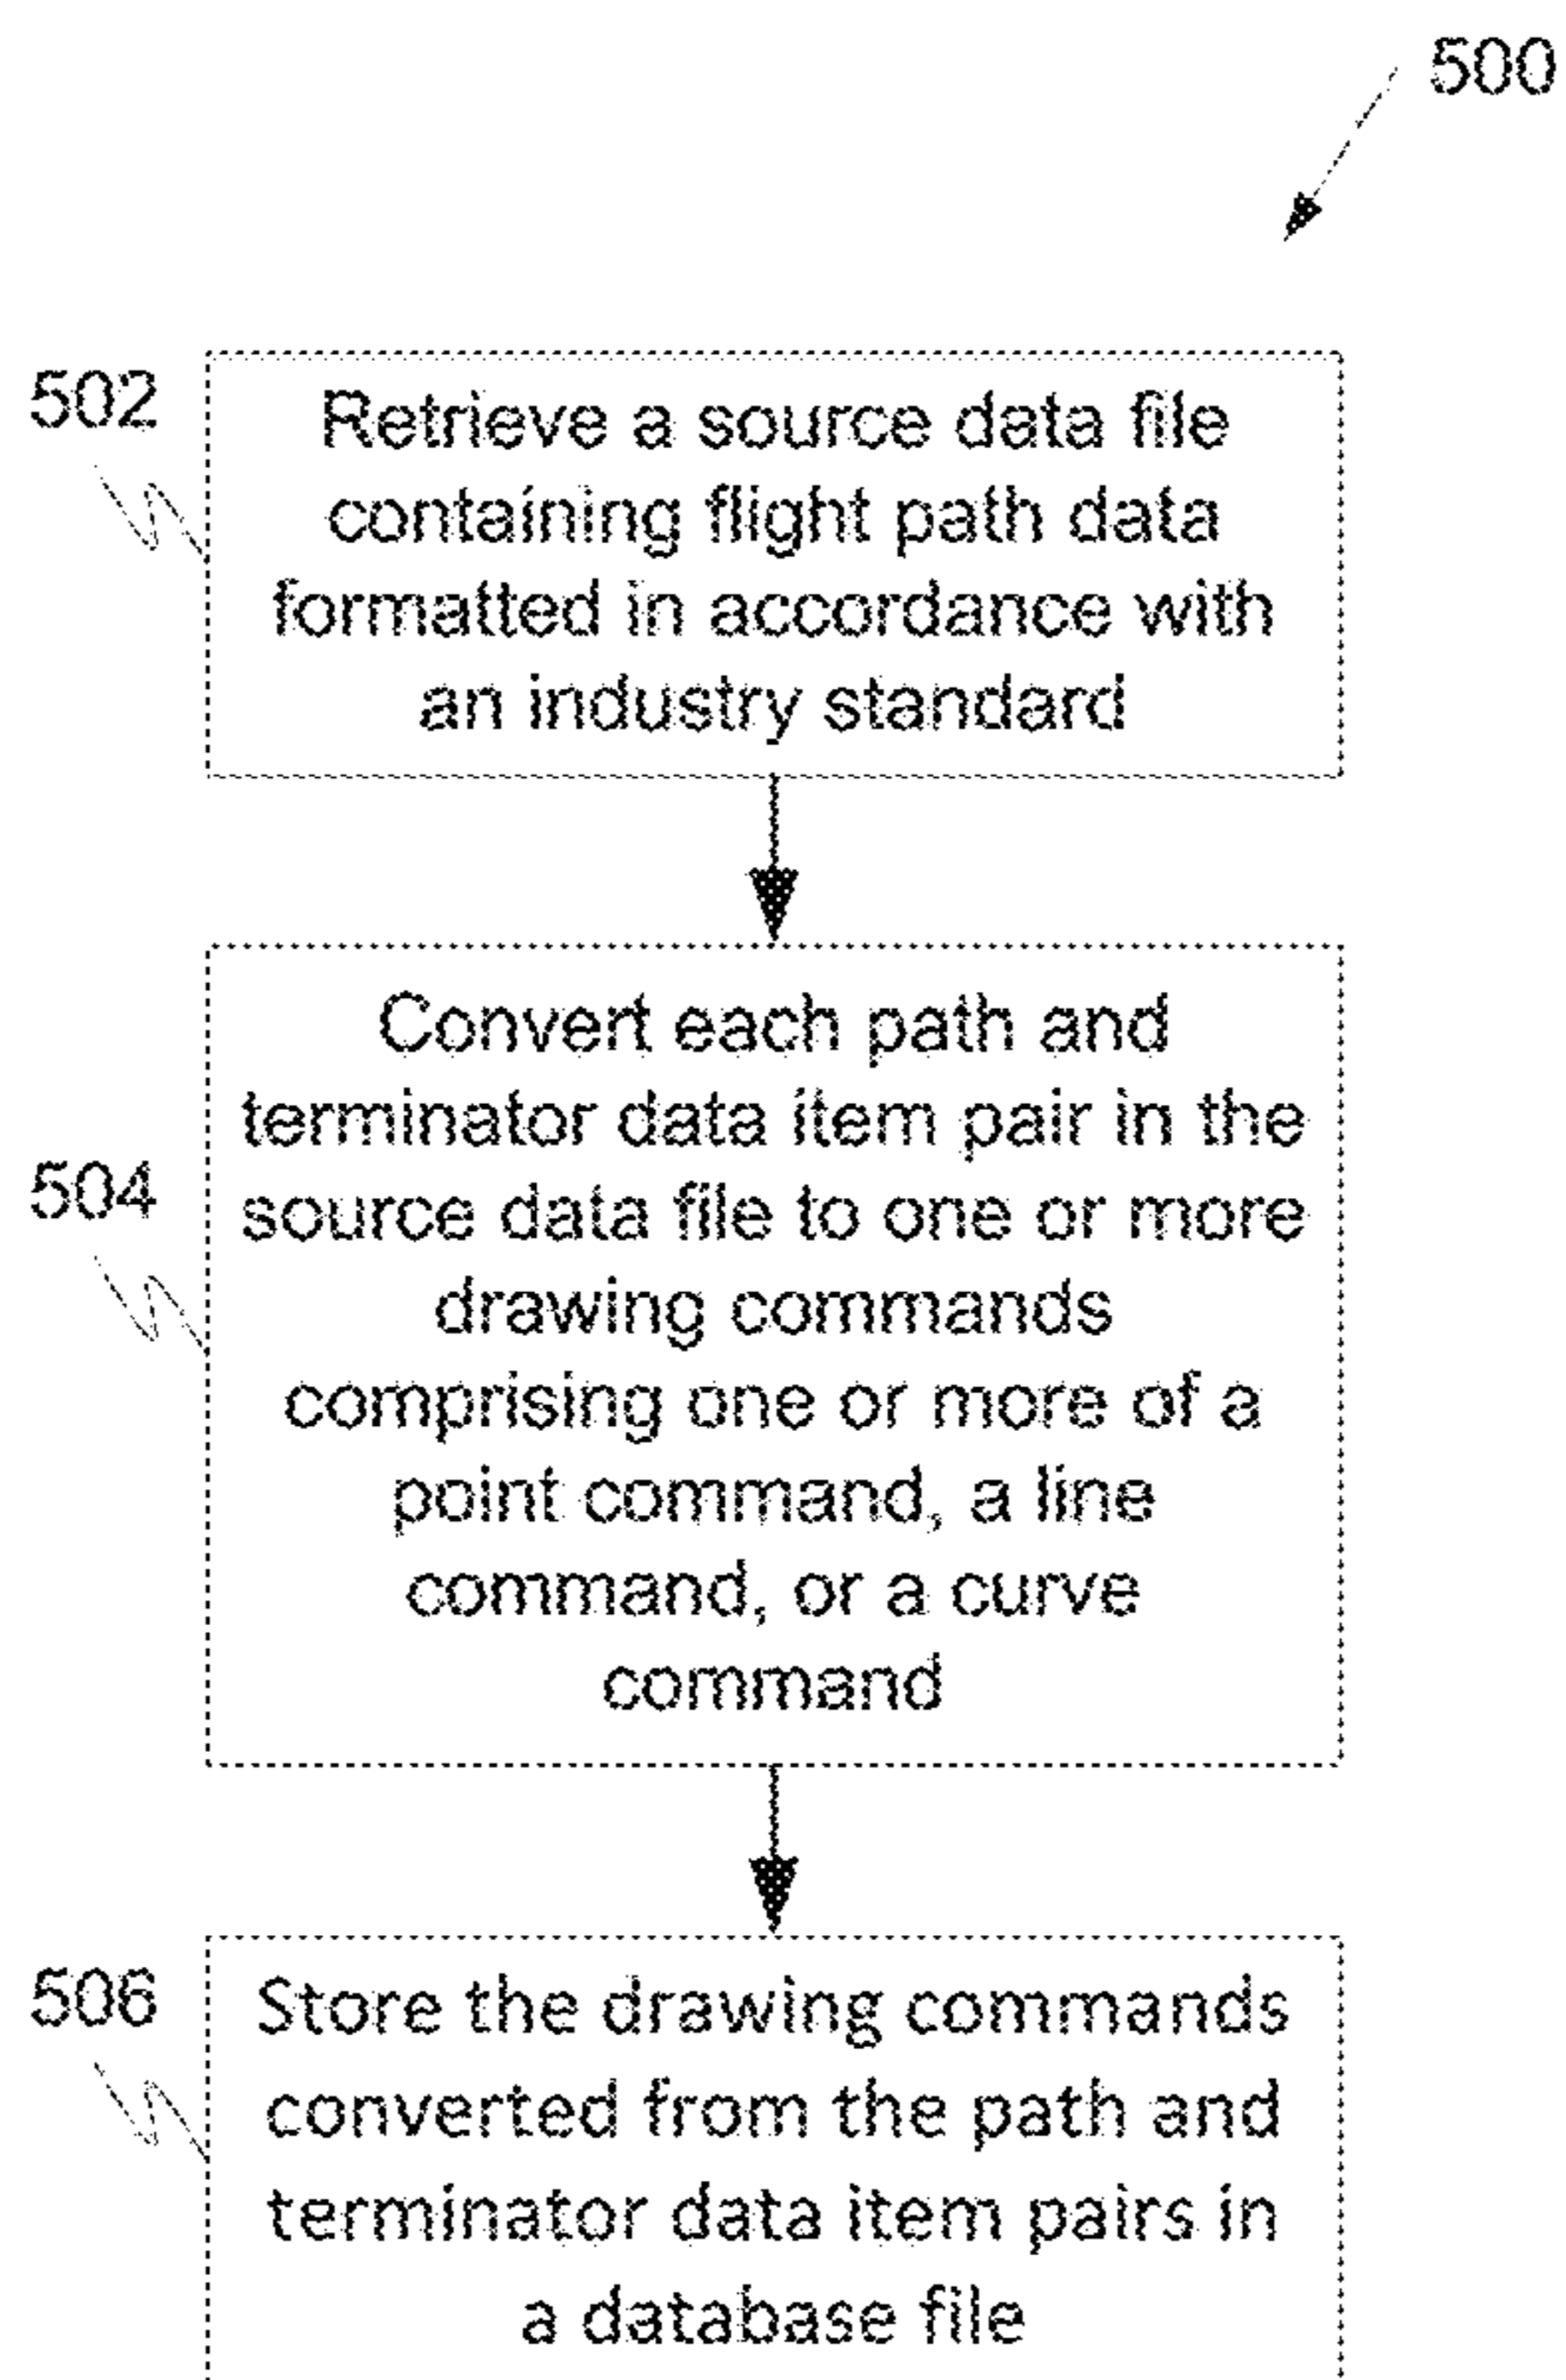 500
502
Retrieve a source data file
containing flight path data
formatted in accordance with
an industry standard
504
Convert each path and
terminator data item pair in the
source data file to one or more
drawing commands
comprising one or more of a
point command, a line
command, or a curve
command
506
Store the drawing commands
converted from the path and
terminator data item pairs in
a database file